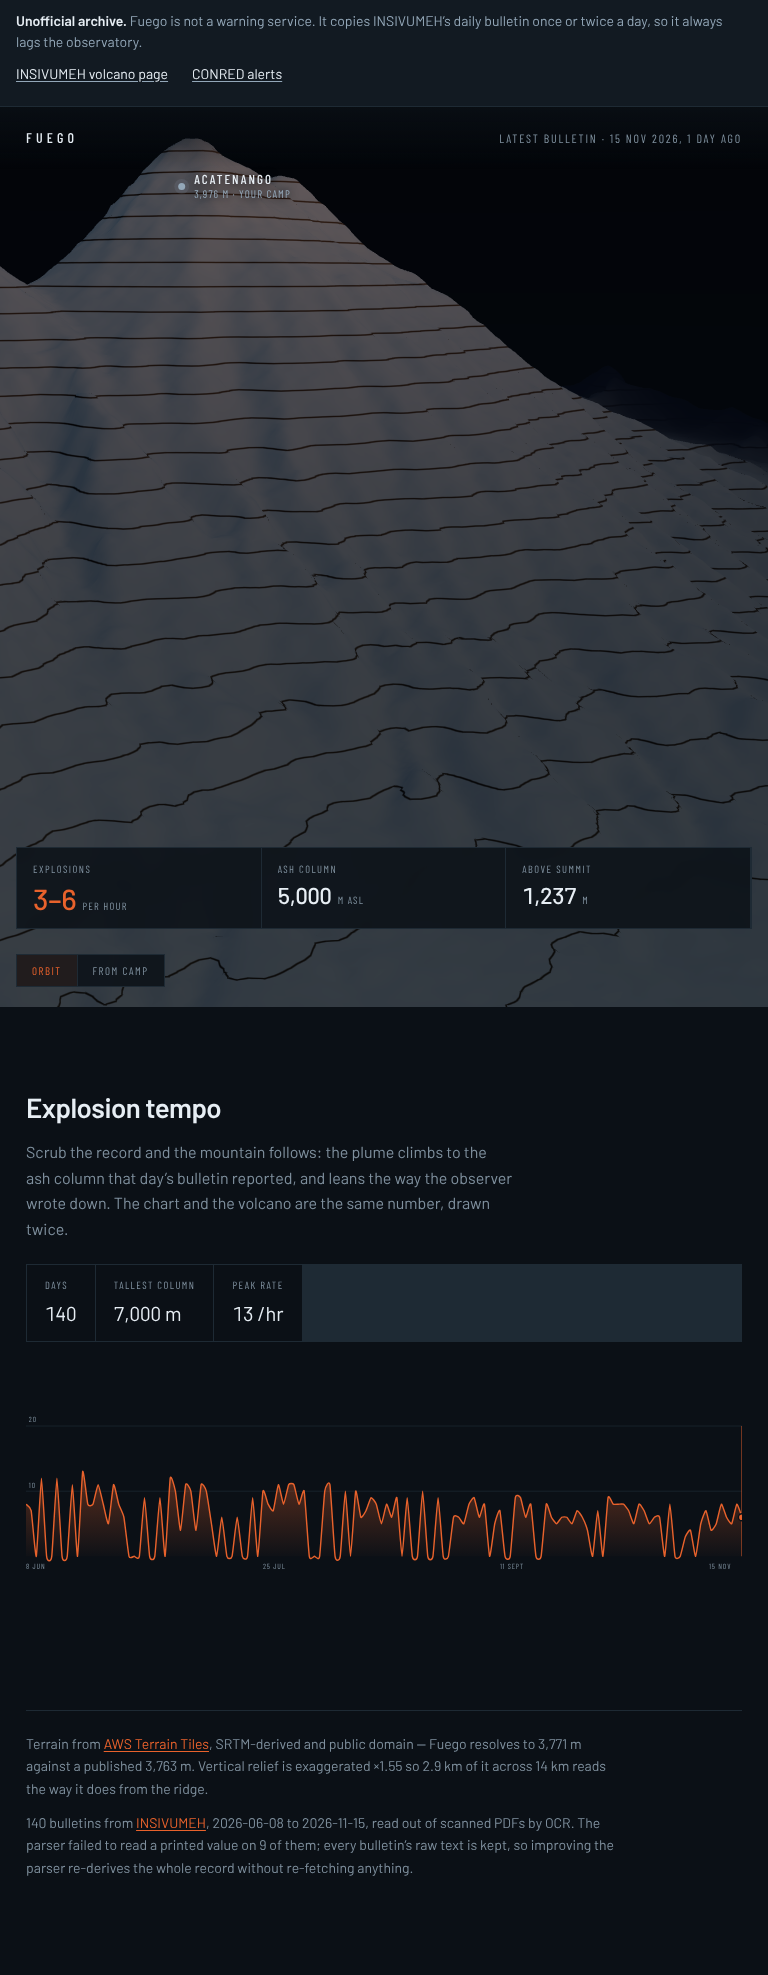 Unofficial archive. Fuego is not a warning service. It copies INSIVUMEH's daily bulletin once or twice a day, so it always
lags the observatory.
INSIVUMEH volcano page CONRED alerts
FUEGO
LATEST BULLETIN · 15 NOV 2026, 1 DAY AGO
ACATENANGO
3,976 M · YOUR CAMP
EXPLOSIONS
3–6 PER HOUR
ASH COLUMN
5,000 M ASL
ABOVE SUMMIT
1,237 M
ORBIT FROM CAMP
Explosion tempo
Scrub the record and the mountain follows: the plume climbs to the
ash column that day's bulletin reported, and leans the way the observer
wrote down. The chart and the volcano are the same number, drawn
twice.
DAYS
140
TALLEST COLUMN
7,000 m
PEAK RATE
13 /hr
20
10
8 JUN 25 JUL 11 SEPT 15 NOV
Terrain from AWS Terrain Tiles, SRTM-derived and public domain — Fuego resolves to 3,771 m
against a published 3,763 m. Vertical relief is exaggerated ×1.55 so 2.9 km of it across 14 km reads
the way it does from the ridge.
140 bulletins from INSIVUMEH, 2026-06-08 to 2026-11-15, read out of scanned PDFs by OCR. The
parser failed to read a printed value on 9 of them; every bulletin's raw text is kept, so improving the
parser re-derives the whole record without re-fetching anything.